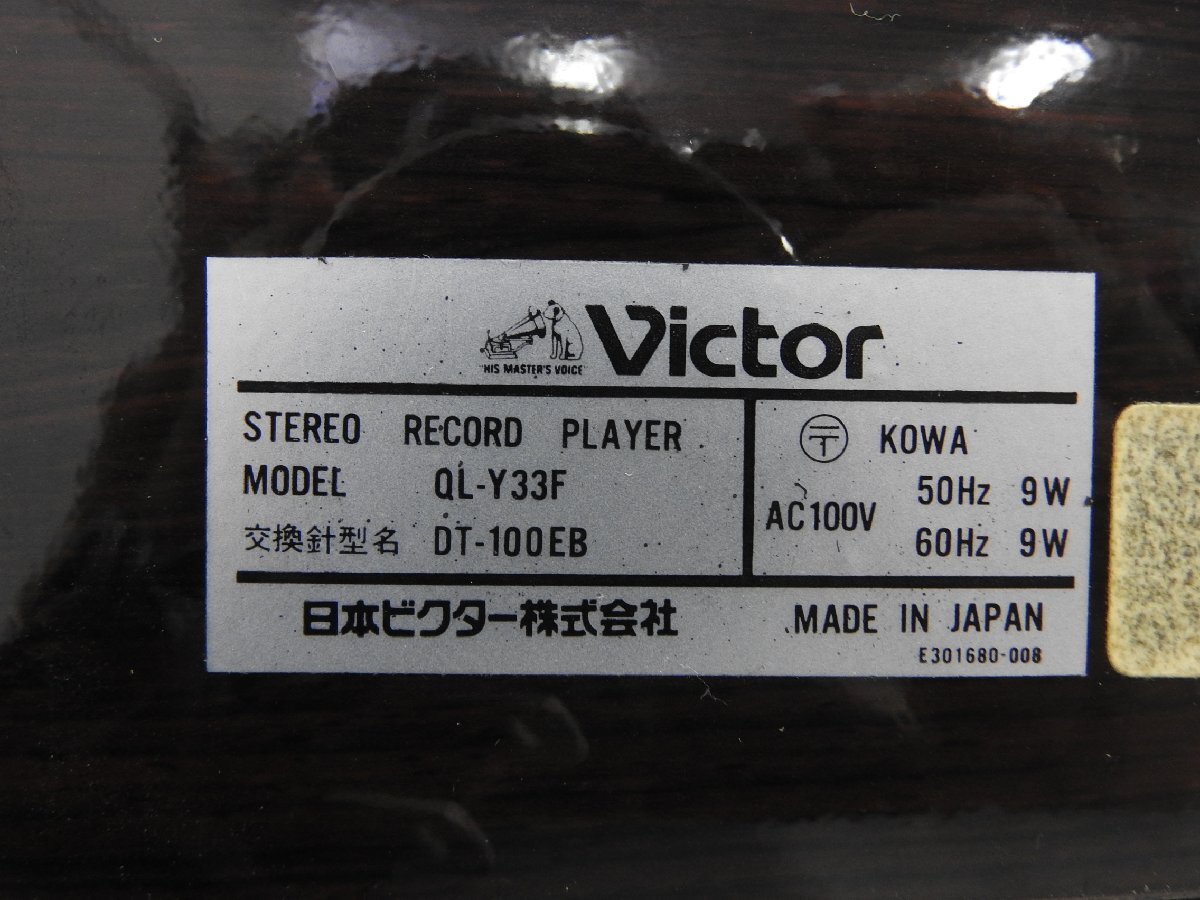 HIS MASTER'S VOICE
Victor
STEREO RECORD PLAYER
MODEL QL-Y33F
交換針型名 DT-100EB
〒 KOWA
AC100V
50Hz 9W
60Hz 9W
日本ビクター株式会社
MADE IN JAPAN
E301680-008